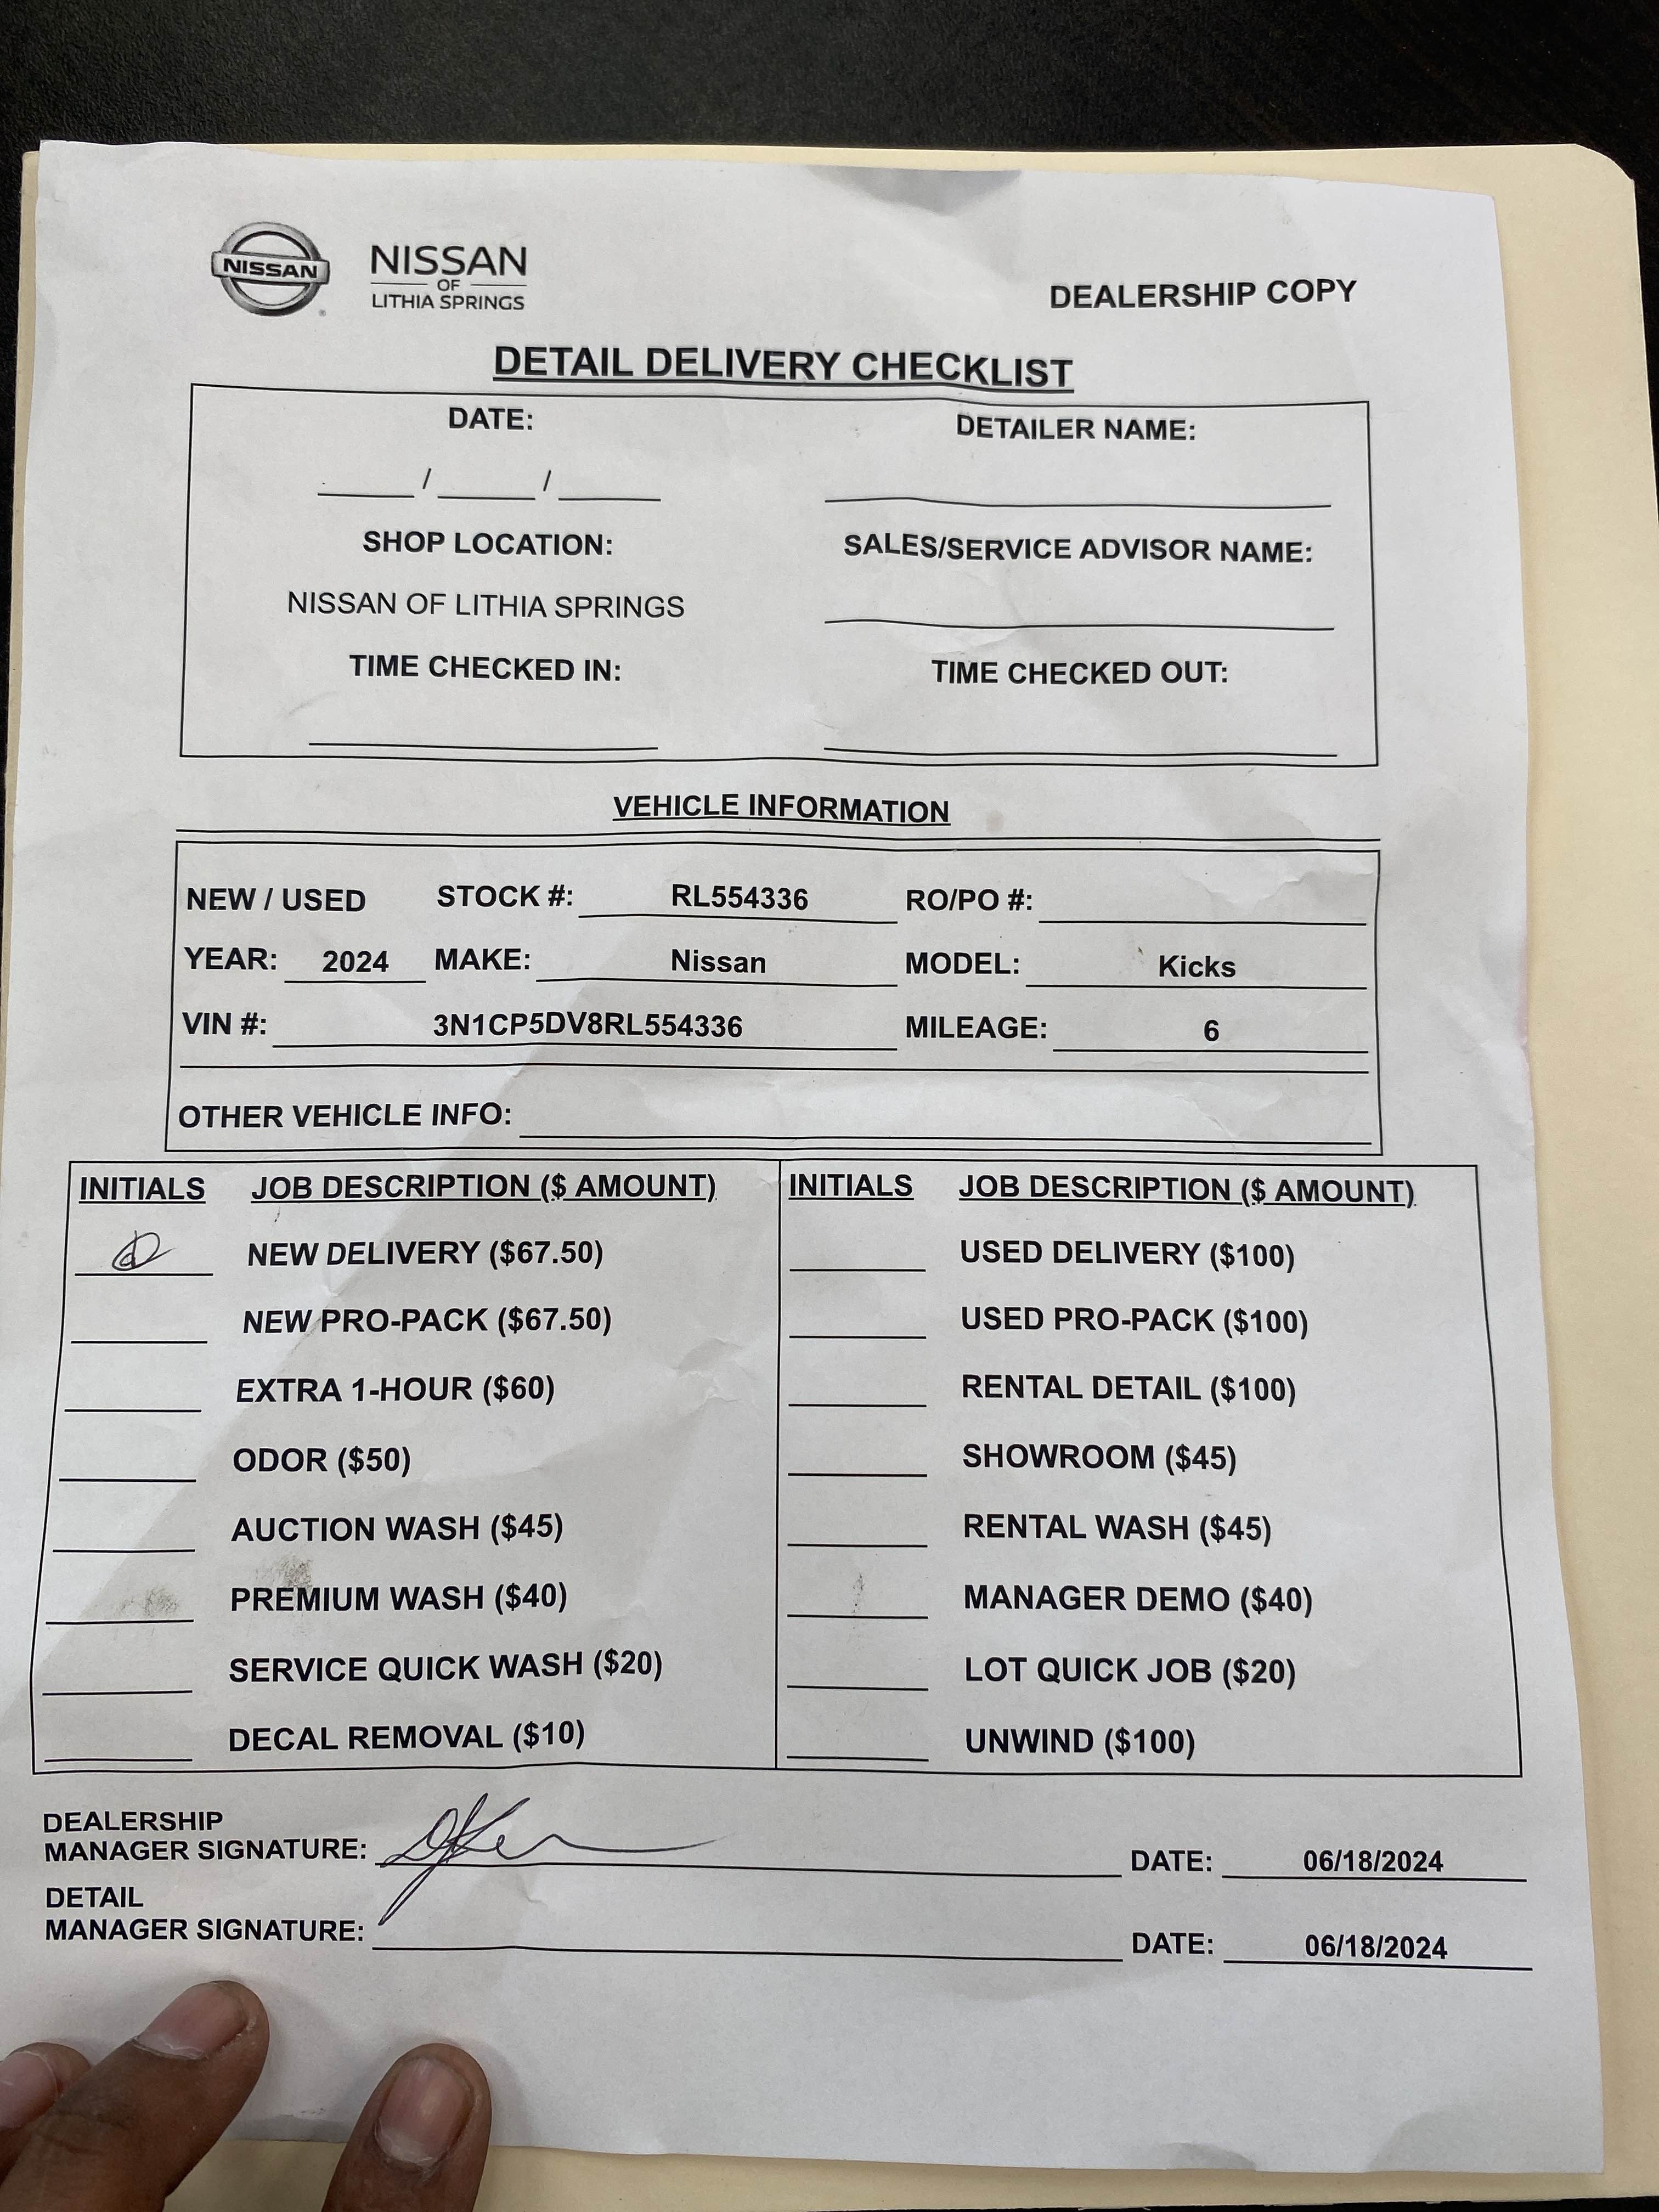 NISSAN
NISSAN
OF
LITHIA SPRINGS
DEALERSHIP COPY
DETAIL DELIVERY CHECKLIST
DATE: DETAILER NAME:
/ /
SHOP LOCATION: SALES/SERVICE ADVISOR NAME:
NISSAN OF LITHIA SPRINGS
TIME CHECKED IN: TIME CHECKED OUT:
VEHICLE INFORMATION
NEW / USED STOCK #: RL554336 RO/PO #:
YEAR: 2024 MAKE: Nissan MODEL: Kicks
VIN #: 3N1CP5DV8RL554336 MILEAGE: 6
OTHER VEHICLE INFO:
INITIALS JOB DESCRIPTION ($ AMOUNT) INITIALS JOB DESCRIPTION ($ AMOUNT)
NEW DELIVERY ($67.50) USED DELIVERY ($100)
NEW PRO-PACK ($67.50) USED PRO-PACK ($100)
EXTRA 1-HOUR ($60) RENTAL DETAIL ($100)
ODOR ($50) SHOWROOM ($45)
AUCTION WASH ($45) RENTAL WASH ($45)
PREMIUM WASH ($40) MANAGER DEMO ($40)
SERVICE QUICK WASH ($20) LOT QUICK JOB ($20)
DECAL REMOVAL ($10) UNWIND ($100)
DEALERSHIP
MANAGER SIGNATURE: DATE: 06/18/2024
DETAIL
MANAGER SIGNATURE: DATE: 06/18/2024